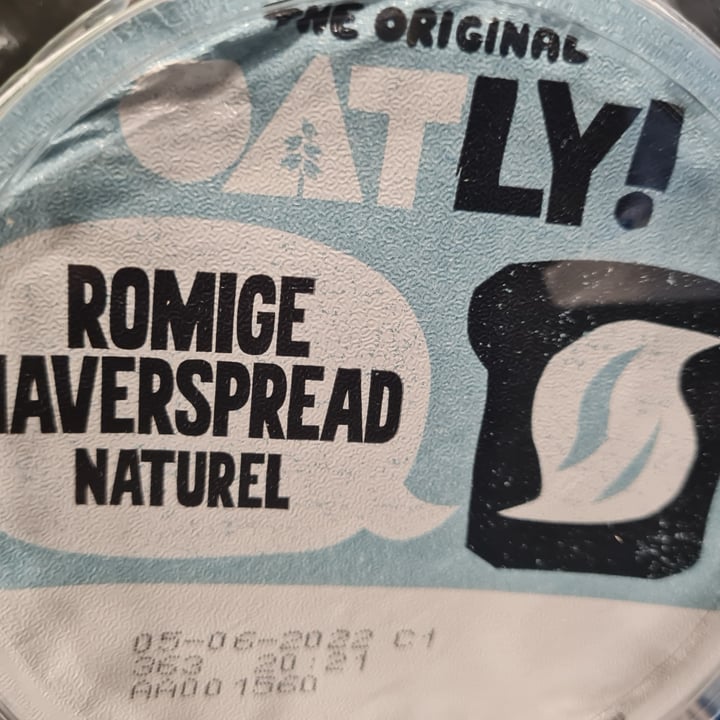 THE ORIGINAL
OATLY!
ROMIGE
HAVERSPREAD
NATUREL
05-06-2022 C1
363 20:21
AA001560